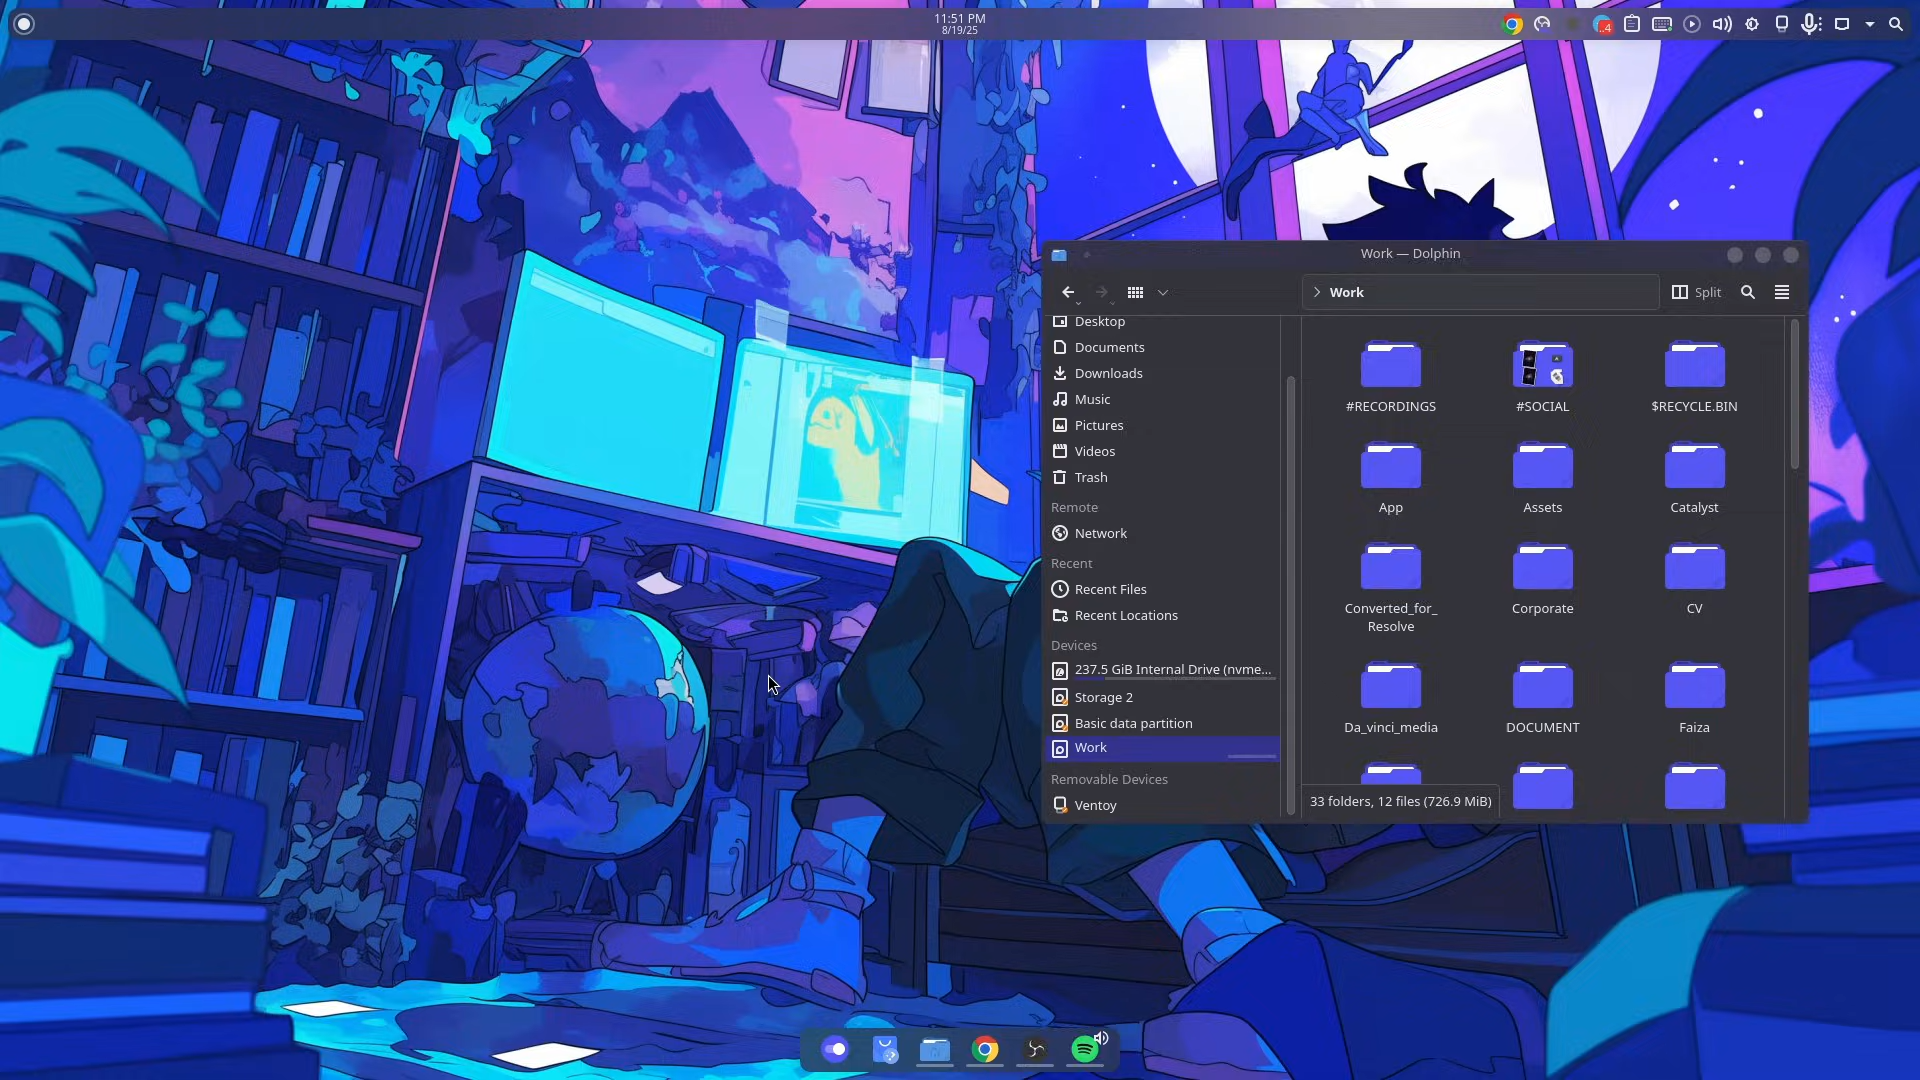 11:51 PM
8/19/25
..4
Work — Dolphin
Work
Split
Desktop
Documents
Downloads
Music
Pictures
Videos
Trash
Remote
Network
Recent
Recent Files
Recent Locations
Devices
237.5 GiB Internal Drive (nvme...
Storage 2
Basic data partition
Work
Removable Devices
Ventoy
#RECORDINGS
#SOCIAL
$RECYCLE.BIN
App
Assets
Catalyst
Converted_for_
Resolve
Corporate
CV
Da_vinci_media
DOCUMENT
Faiza
33 folders, 12 files (726.9 MiB)